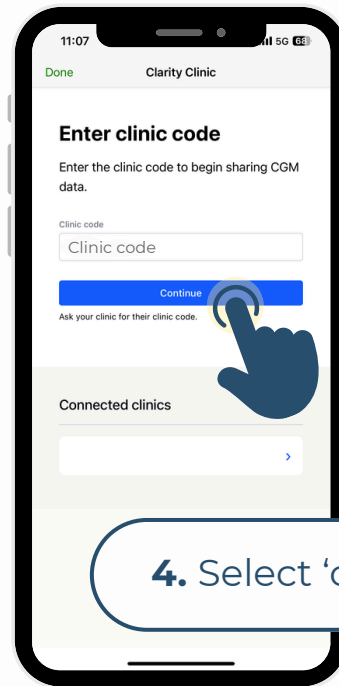 11:07 5G 63
Done Clarity Clinic
Enter clinic code
Enter the clinic code to begin sharing CGM
data.
Clinic code
Clinic code
Continue
Ask your clinic for their clinic code.
Connected clinics
4. Select ‘